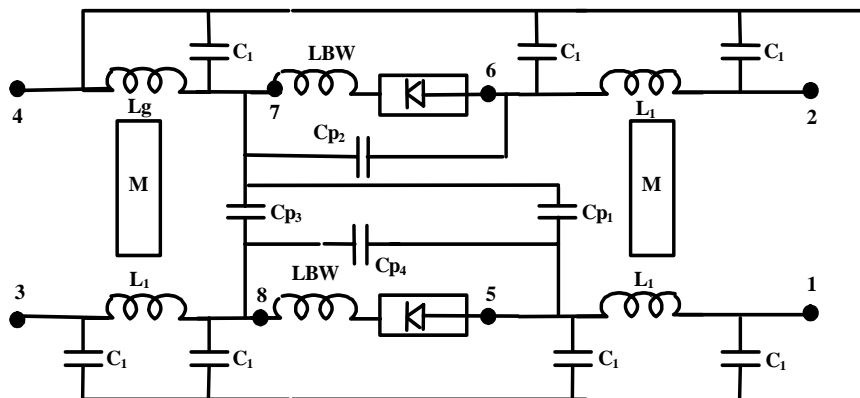 C₁ C₁ C₁
LBW
6
4 Lg 7 L₁ 2
Cp₂
M M
Cp₃ Cp₁
Cp₄
3 L₁ 8 LBW 5 L₁ 1
C₁ C₁ C₁ C₁